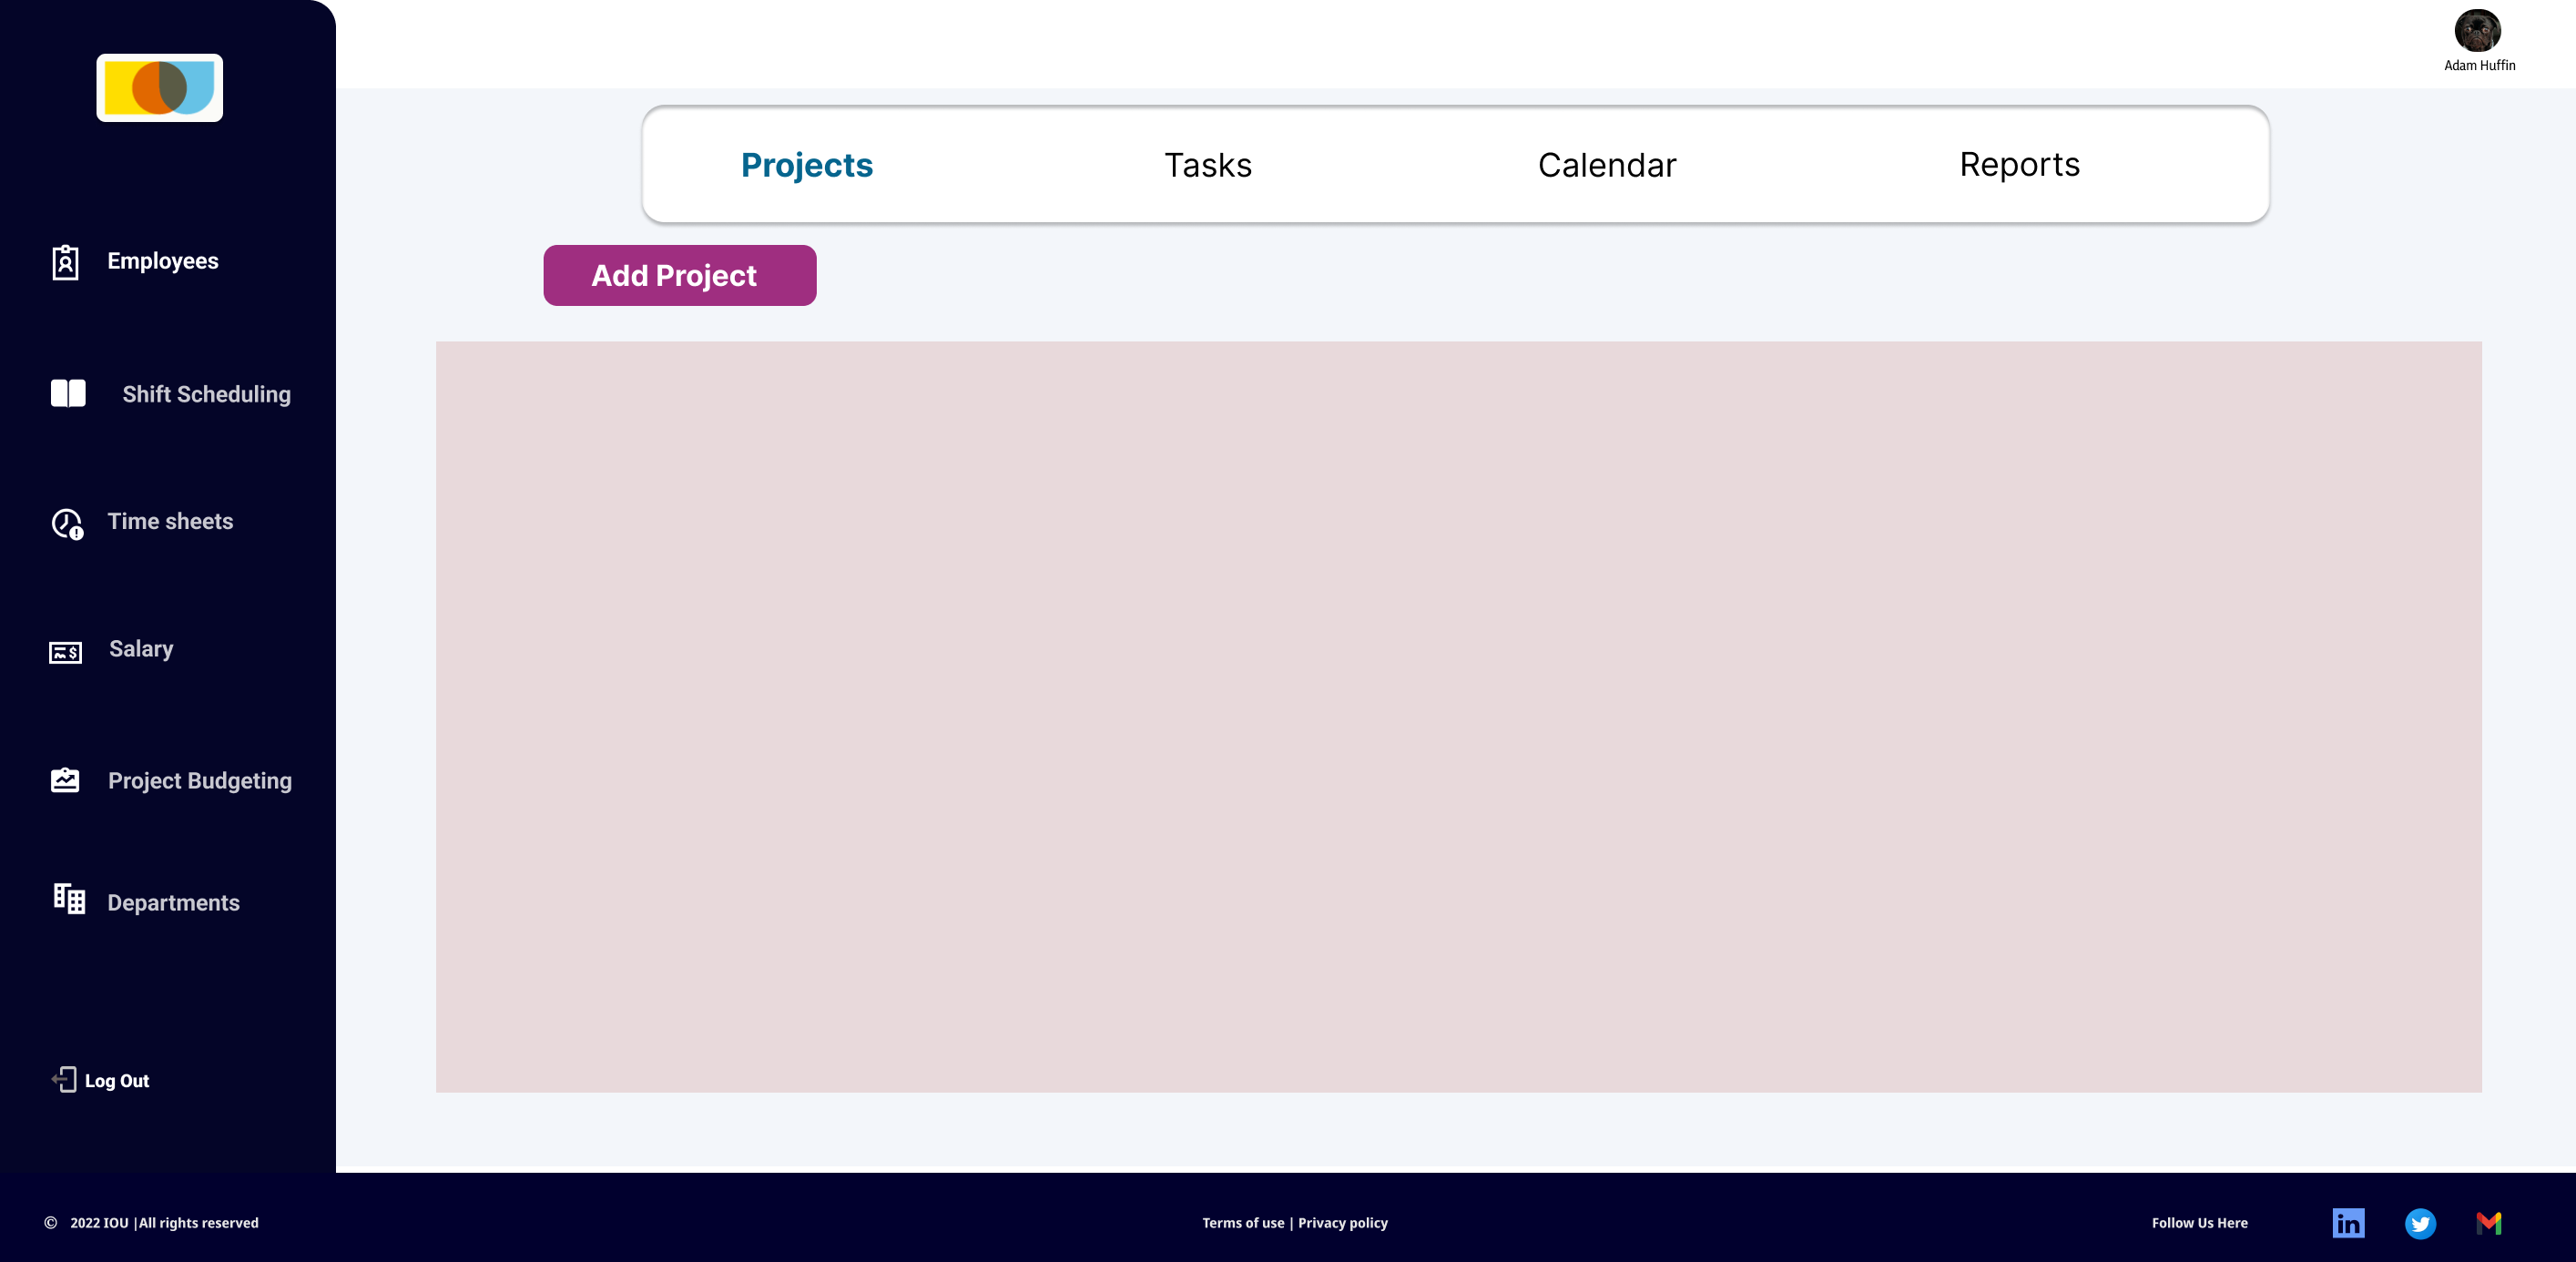 Adam Huffin
Projects
Tasks
Calendar
Reports
Add Project
Employees
Shift Scheduling
Time sheets
Salary
Project Budgeting
Departments
Log Out
© 2022 IOU |All rights reserved
Terms of use | Privacy policy
Follow Us Here
in